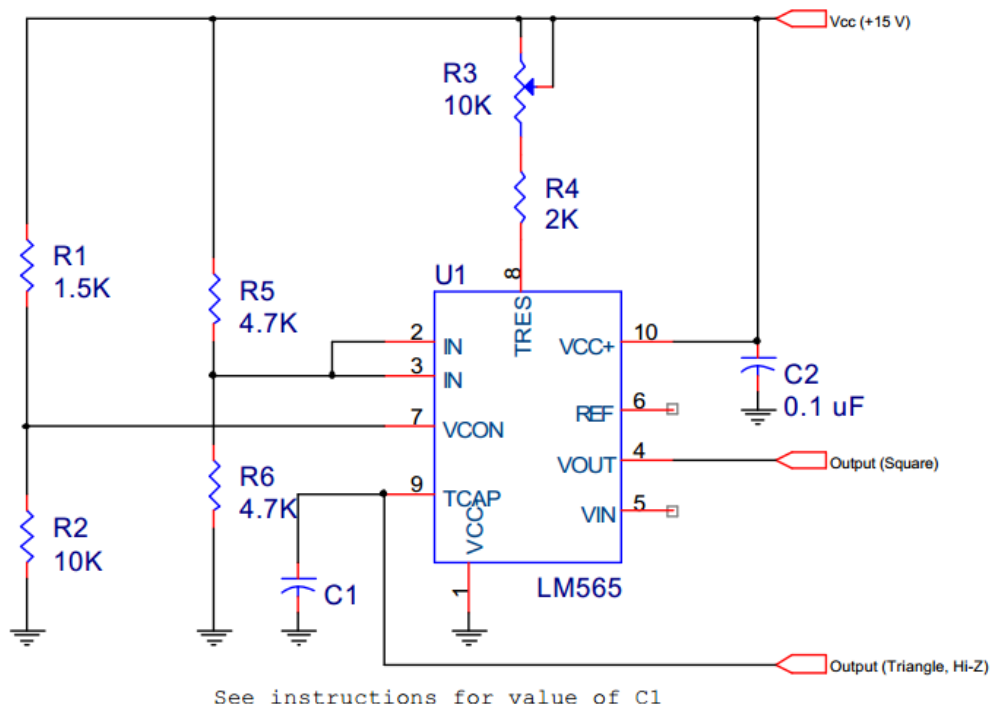 Vcc (+15 V)
R3
10K
R4
2K
R1
1.5K
R5
4.7K
U1
8
TRES
2
IN
3
IN
7
VCON
9
TCAP
VCC
1
10
VCC+
6
REF
4
VOUT
5
VIN
LM565
C2
0.1 uF
Output (Square)
R6
4.7K
R2
10K
C1
Output (Triangle, Hi-Z)
See instructions for value of C1